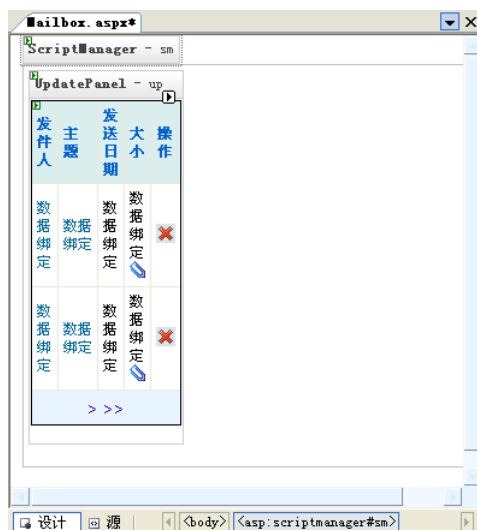 Mailbox.aspx*
ScriptManager - sm
UpdatePanel - up
发件人 主题 发送日期 大小 操作
数据绑定 数据绑定 数据绑定 数据绑定
数据绑定 数据绑定 数据绑定 数据绑定
> >>
设计 源 <body> <asp:scriptmanager#sm>